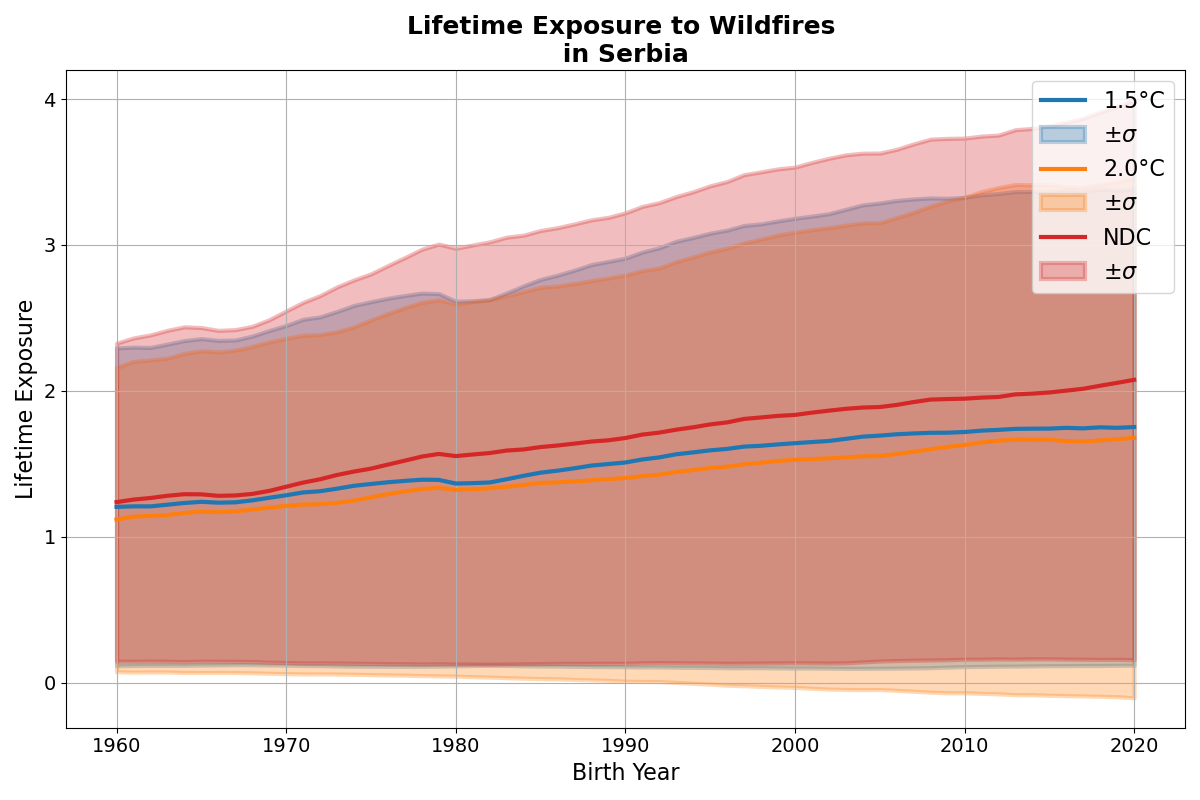 Lifetime Exposure to Wildfires
in Serbia
Lifetime Exposure
4
3
2
1
0
1960
1970
1980
1990
2000
2010
2020
Birth Year
1.5°C
±σ
2.0°C
±σ
NDC
±σ